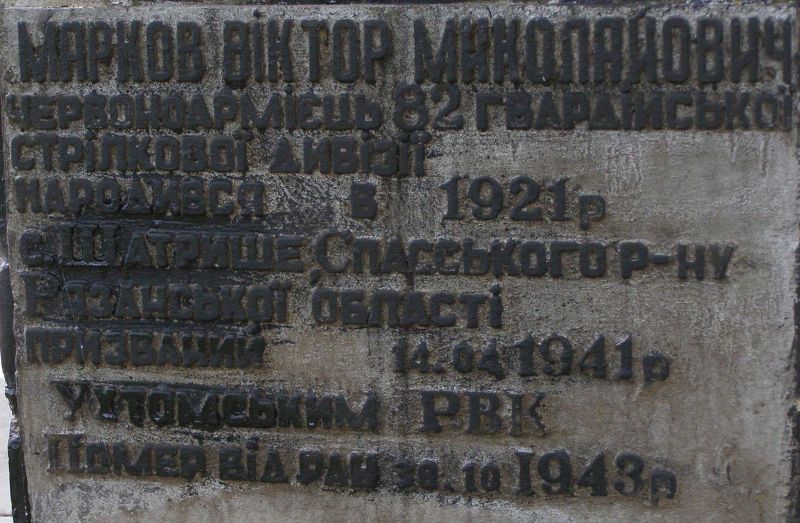 МАРКОВ ВІКТОР МИКОЛАЙОВИЧ
ЧЕРВОНОАРМІЄЦЬ 82 ГВАРДІЙСЬКОЇ
СТРІЛКОВОЇ ДИВІЗІЇ
НАРОДИВСЯ В 1921р
с.ШАТРИЩЕ СПАССЬКОГО Р-НУ
РЯЗАНСЬКОЇ ОБЛАСТІ
ПРИЗВАНИЙ 14.04 1941р
УХТОМСЬКИМ РВК
ПОМЕР ВІД РАН 30.10 1943р